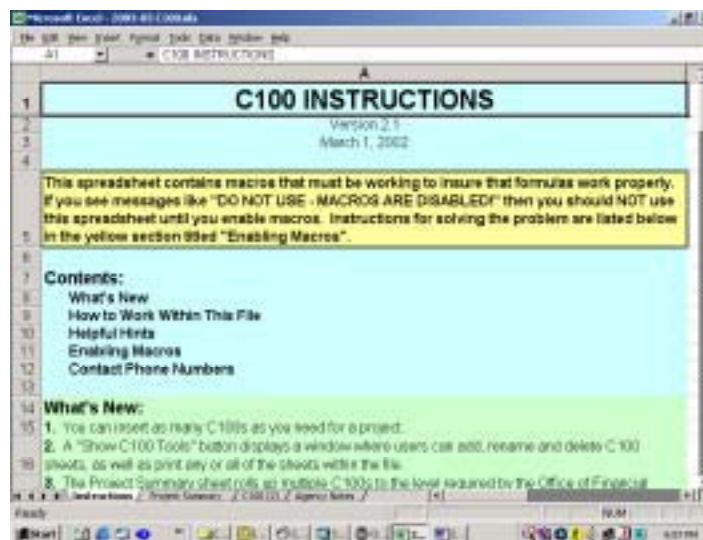 Microsoft Excel - 2003-05 C100.xls
File Edit View Insert Format Tools Data Window Help
A1 = C100 INSTRUCTIONS
A
1 C100 INSTRUCTIONS
2 Version 2.1
3 March 1, 2002
4
This spreadsheet contains macros that must be working to insure that formulas work properly.
If you see messages like "DO NOT USE - MACROS ARE DISABLED!" then you should NOT use
this spreadsheet until you enable macros. Instructions for solving the problem are listed below
5 in the yellow section titled "Enabling Macros".
6
7 Contents:
8 What's New
9 How to Work Within This File
10 Helpful Hints
11 Enabling Macros
12 Contact Phone Numbers
13
14 What's New:
15 1. You can insert as many C100s as you need for a project.
2. A "Show C100 Tools" button displays a window where users can add, rename and delete C100
16 sheets, as well as print any or all of the sheets within the file.
3. The Project Summary sheet rolls up multiple C100s to the level required by the Office of Financial
Instructions / Project Summary / C100 (1) / Agency Notes /
Ready NUM
Start